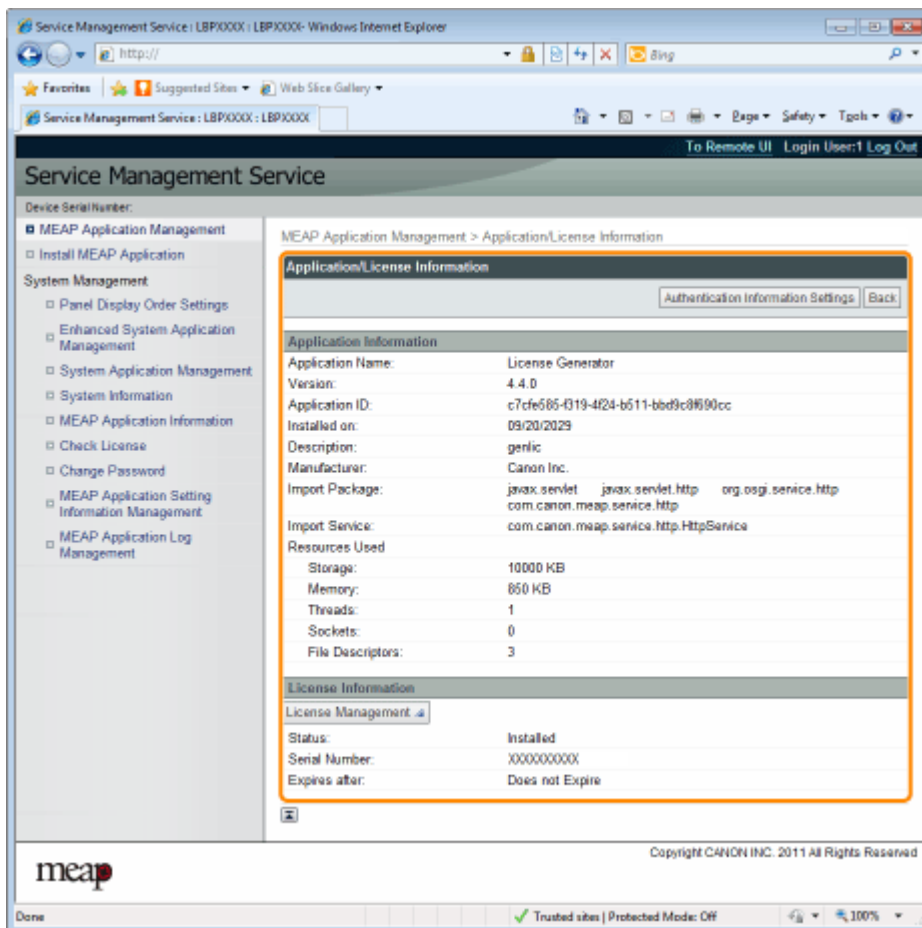 Service Management Service : LBPXXXX : LBPXXXX- Windows Internet Explorer
http://
Bing
Favorites Suggested Sites Web Slice Gallery
Service Management Service : LBPXXXX : LBPXXXX
Page Safety Tools
To Remote UI Login User:1 Log Out
Service Management Service
Device Serial Number:
MEAP Application Management
Install MEAP Application
System Management
Panel Display Order Settings
Enhanced System Application
Management
System Application Management
System Information
MEAP Application Information
Check License
Change Password
MEAP Application Setting
Information Management
MEAP Application Log
Management
MEAP Application Management > Application/License Information
Application/License Information
Authentication Information Settings Back
Application Information
Application Name: License Generator
Version: 4.4.0
Application ID: c7cfe585-f319-4f24-b511-bbd9c8f690cc
Installed on: 09/20/2029
Description: genlic
Manufacturer: Canon Inc.
Import Package: javax.servlet javax.servlet.http org.osgi.service.http
com.canon.meap.service.http
Import Service: com.canon.meap.service.http.HttpService
Resources Used
Storage: 10000 KB
Memory: 850 KB
Threads: 1
Sockets: 0
File Descriptors: 3
License Information
License Management
Status: Installed
Serial Number: XXXXXXXXXX
Expires after: Does not Expire
Copyright CANON INC. 2011 All Rights Reserved
meap
Done Trusted sites | Protected Mode: Off 100%